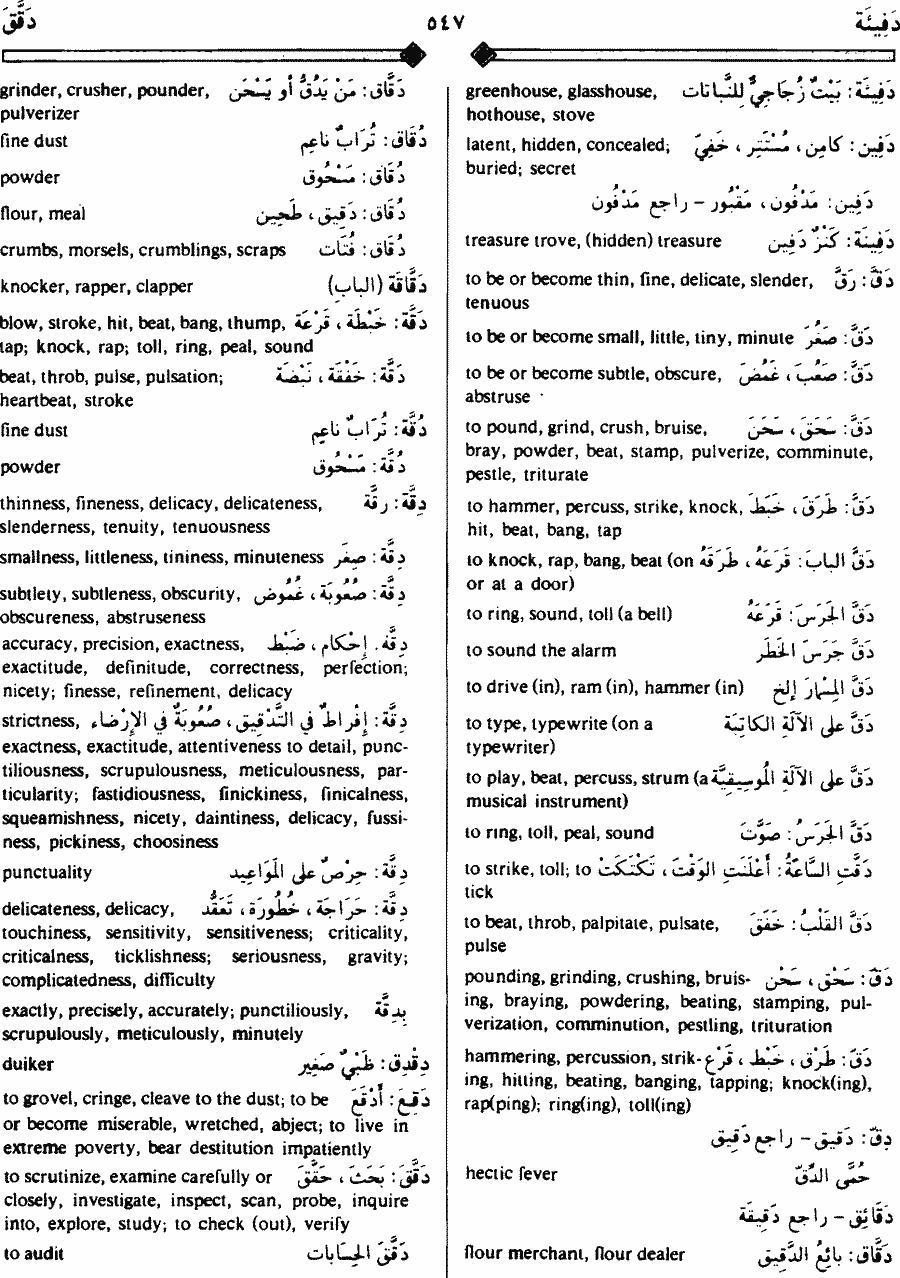 دَفِيئَة ٥٤٧ دَقَّقَ
دَفِيئَة: بَيْتٌ زُجَاجِيٌّ لِلنَّبَاتات greenhouse, glasshouse,
hothouse, stove
دَفِين: كامِن، مُسْتَتِر، خَفِيّ latent, hidden, concealed;
buried; secret
دَفِين: مَدْفُون، مَقْبُور – راجع مَدْفُون
دَفِينَة: كَنْزٌ دَفِين treasure trove, (hidden) treasure
دَقَّ: رَقَّ to be or become thin, fine, delicate, slender,
tenuous
دَقَّ: صَغُرَ to be or become small, little, tiny, minute
دَقَّ: صَعُبَ، غَمُضَ to be or become subtle, obscure,
abstruse
دَقَّ: سَحَقَ، سَحَنَ to pound, grind, crush, bruise,
bray, powder, beat, stamp, pulverize, comminute,
pestle, triturate
دَقَّ: طَرَقَ، خَبَطَ to hammer, percuss, strike, knock,
hit, beat, bang, tap
دَقَّ البابَ: قَرَعَهُ، طَرَقَهُ to knock, rap, bang, beat (on
or at a door)
دَقَّ الجَرَسَ: قَرَعَهُ to ring, sound, toll (a bell)
دَقَّ جَرَسَ الخَطَر to sound the alarm
دَقَّ المِسْمَارَ إلخ to drive (in), ram (in), hammer (in)
دَقَّ على الآلَةِ الكاتِبَة to type, typewrite (on a
typewriter)
دَقَّ على الآلَةِ المُوسِيقِيَّة to play, beat, percuss, strum (a
musical instrument)
دَقَّ الجَرَسُ: صَوَّتَ to ring, toll, peal, sound
دَقَّت السَّاعَةُ: أَعْلَنَتِ الوَقْتَ، تَكْتَكَتْ to strike, toll; to
tick
دَقَّ القَلْبُ: خَفَقَ to beat, throb, palpitate, pulsate,
pulse
دَقّ: سَحْق، سَحْن pounding, grinding, crushing, bruis-
ing, braying, powdering, beating, stamping, pul-
verization, comminution, pestling, trituration
دَقّ: طَرْق، خَبْط، قَرْع hammering, percussion, strik-
ing, hitting, beating, banging, tapping; knock(ing),
rap(ping); ring(ing), toll(ing)
دِقّ: دَقيق – راجع دَقِيق
حُمَّى الدِّقّ hectic fever
دَقَائِق – راجع دَقِيقَة
دَقَّاق: بائِعُ الدَّقِيق flour merchant, flour dealer
دَقَّاق: مَنْ يَدُقُّ أو يَسْحَن grinder, crusher, pounder,
pulverizer
دُقَاق: تُرَابٌ ناعِم fine dust
دُقَاق: مَسْحُوق powder
دُقَاق: دَقِيق، طَحِين flour, meal
دُقَاق: فُتَات crumbs, morsels, crumblings, scraps
دَقَّاقَة (الباب) knocker, rapper, clapper
دَقَّة: خَبْطَة، قَرْعَة blow, stroke, hit, beat, bang, thump,
tap; knock, rap; toll, ring, peal, sound
دَقَّة: خَفْقَة، نَبْضَة beat, throb, pulse, pulsation;
heartbeat, stroke
دُقَّة: تُرَابٌ ناعِم fine dust
دُقَّة: مَسْحُوق powder
دِقَّة: رِقَّة thinness, fineness, delicacy, delicateness,
slenderness, tenuity, tenuousness
دِقَّة: صِغَر smallness, littleness, tininess, minuteness
دِقَّة: صُعُوبَة، غُمُوض subtlety, subtleness, obscurity,
obscureness, abstruseness
دِقَّة: إحْكام، ضَبْط accuracy, precision, exactness,
exactitude, definitude, correctness, perfection;
nicety; finesse, refinement, delicacy
دِقَّة: إفْراطٌ في التَّدْقِيق، صُعُوبَةٌ في الإرْضاء strictness,
exactness, exactitude, attentiveness to detail, punc-
tiliousness, scrupulousness, meticulousness, par-
ticularity; fastidiousness, finickiness, finicalness,
squeamishness, nicety, daintiness, delicacy, fussi-
ness, pickiness, choosiness
دِقَّة: حِرْصٌ على المَوَاعِيد punctuality
دِقَّة: حَرَاجَة، خُطُورَة، تَعَقُّد delicateness, delicacy,
touchiness, sensitivity, sensitiveness; criticality,
criticalness, ticklishness; seriousness, gravity;
complicatedness, difficulty
بِدِقَّة exactly, precisely, accurately; punctiliously,
scrupulously, meticulously, minutely
دِقْدِق: ظَبْيٌ صَغِير duiker
دَقِعَ: أَدْقَعَ to grovel, cringe, cleave to the dust; to be
or become miserable, wretched, abject; to live in
extreme poverty, bear destitution impatiently
دَقَّقَ: بَحَثَ، حَقَّقَ to scrutinize, examine carefully or
closely, investigate, inspect, scan, probe, inquire
into, explore, study; to check (out), verify
دَقَّقَ الحِسَابات to audit